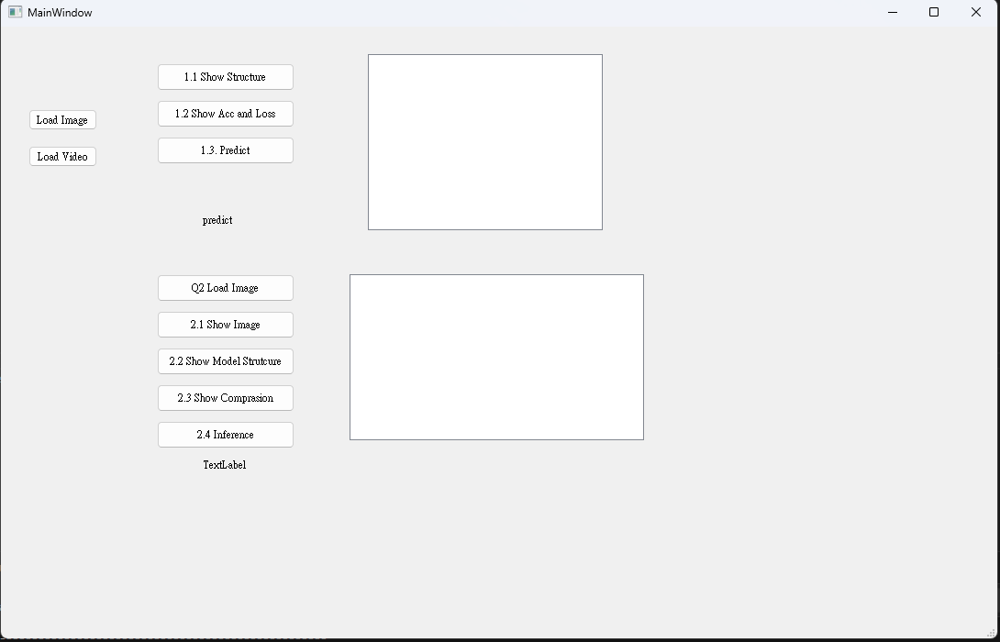 MainWindow
Load Image
Load Video
1.1 Show Structure
1.2 Show Acc and Loss
1.3. Predict
predict
Q2 Load Image
2.1 Show Image
2.2 Show Model Strutcure
2.3 Show Comprasion
2.4 Inference
TextLabel